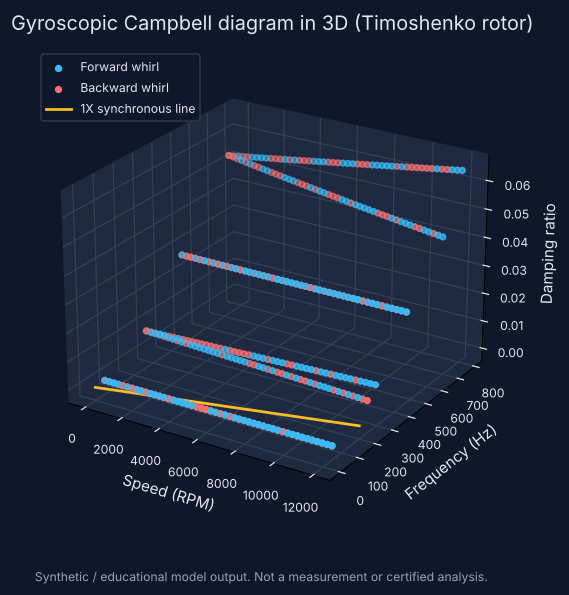 Gyroscopic Campbell diagram in 3D (Timoshenko rotor)
Forward whirl
Backward whirl
1X synchronous line
0.06
0.05
0.04
0.03
0.02
0.01
0.00
Damping ratio
800
700
600
500
400
300
200
100
0
Frequency (Hz)
0
2000
4000
6000
8000
10000
12000
Speed (RPM)
Synthetic / educational model output. Not a measurement or certified analysis.